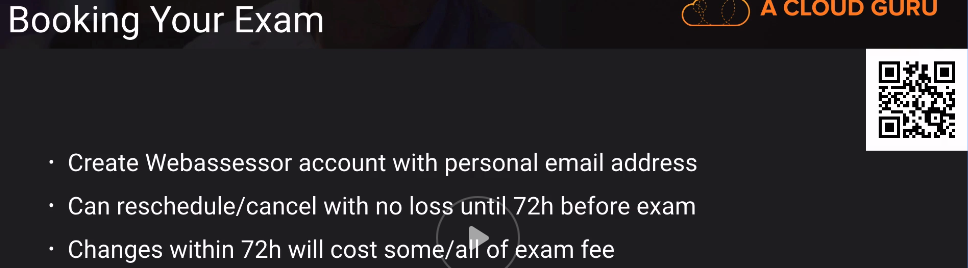 Booking Your Exam
A CLOUD GURU
· Create Webassessor account with personal email address
· Can reschedule/cancel with no loss until 72h before exam
· Changes within 72h will cost some/all of exam fee